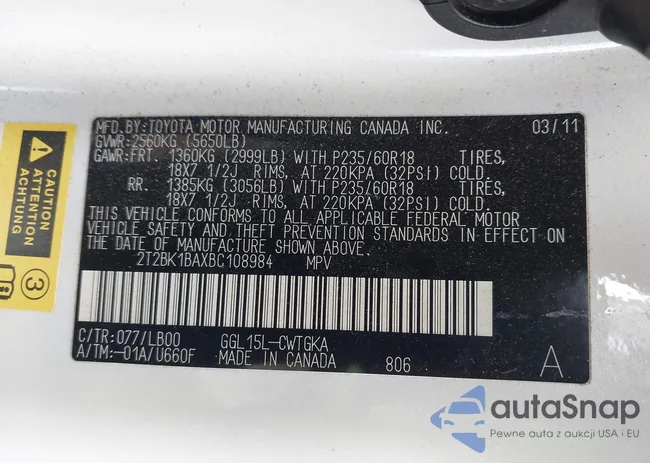 MFD.BY:TOYOTA MOTOR MANUFACTURING CANADA INC. 03/11
GVWR:2560KG (5650LB)
GAWR:FRT. 1360KG (2999LB) WITH P235/60R18 TIRES,
18X7 1/2J RIMS, AT 220KPA (32PSI) COLD.
RR. 1385KG (3056LB) WITH P235/60R18 TIRES,
18X7 1/2J RIMS, AT 220KPA (32PSI) COLD.
THIS VEHICLE CONFORMS TO ALL APPLICABLE FEDERAL MOTOR
VEHICLE SAFETY AND THEFT PREVENTION STANDARDS IN EFFECT ON
THE DATE OF MANUFACTURE SHOWN ABOVE.
2T2BK1BAXBC108984 MPV
C/TR:077/LB00 GGL15L-CWTGKA
A/TM:-01A/U660F MADE IN CANADA 806 A
CAUTION
3
autoSnap
Pewne auta z aukcji USA i EU